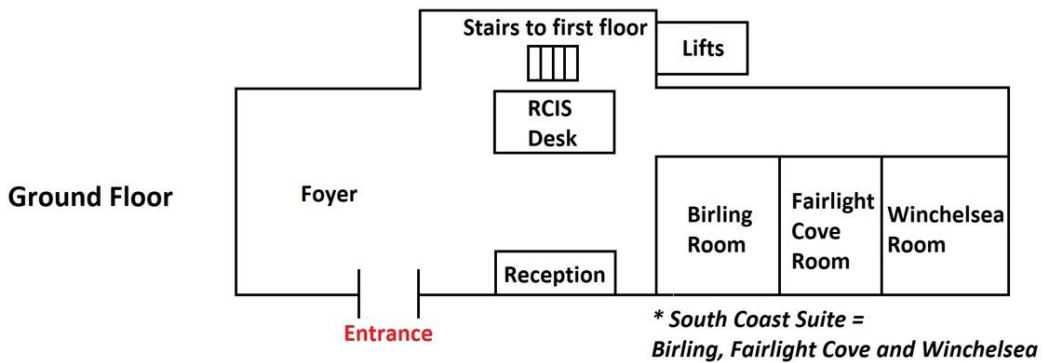 Stairs to first floor
Lifts
RCIS
Desk
Ground Floor
Foyer
Birling
Room
Fairlight
Cove
Room
Winchelsea
Room
Reception
Entrance
* South Coast Suite =
Birling, Fairlight Cove and Winchelsea